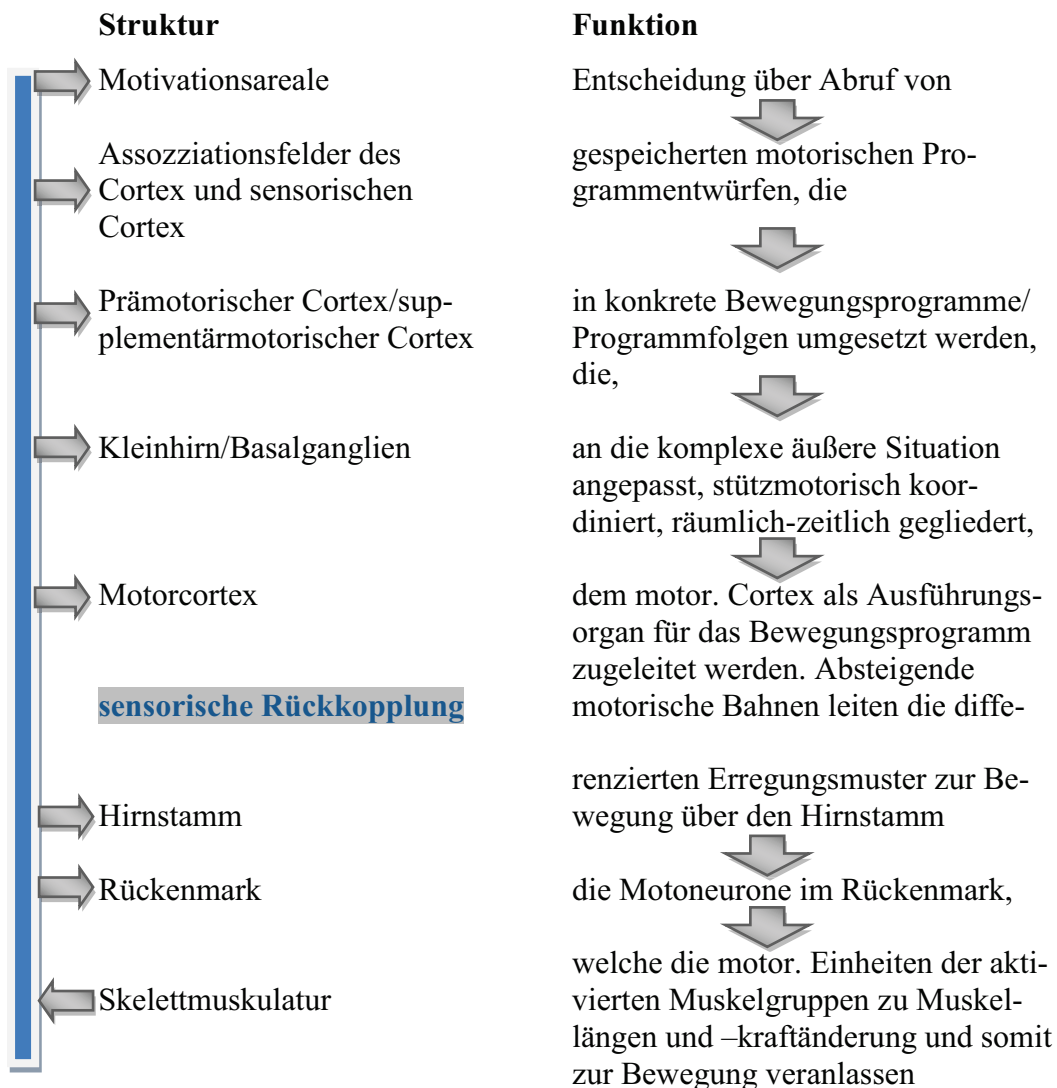 Struktur
Funktion
Motivationsareale
Entscheidung über Abruf von
Assozziationsfelder des
Cortex und sensorischen
Cortex
gespeicherten motorischen Pro-
grammentwürfen, die
Prämotorischer Cortex/sup-
plementärmotorischer Cortex
in konkrete Bewegungsprogramme/
Programmfolgen umgesetzt werden,
die,
Kleinhirn/Basalganglien
an die komplexe äußere Situation
angepasst, stützmotorisch koor-
diniert, räumlich-zeitlich gegliedert,
Motorcortex
dem motor. Cortex als Ausführungs-
organ für das Bewegungsprogramm
zugeleitet werden. Absteigende
motorische Bahnen leiten die diffe-
sensorische Rückkopplung
renzierten Erregungsmuster zur Be-
wegung über den Hirnstamm
Hirnstamm
Rückenmark
die Motoneurone im Rückenmark,
Skelettmuskulatur
welche die motor. Einheiten der akti-
vierten Muskelgruppen zu Muskel-
längen und –kraftänderung und somit
zur Bewegung veranlassen